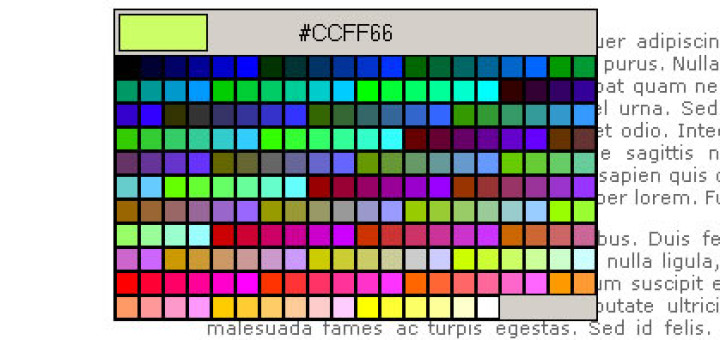 #CCFF66
uer adipiscin
purus. Nulla
pat quam ne
el urna. Sed
et odio. Inte
e sagittis n
sapien quis
per lorem. Fu
bus. Duis fe
nulla ligula,
um suscipit e
putate ultrici
malesuada fames ac turpis egestas. Sed id felis.